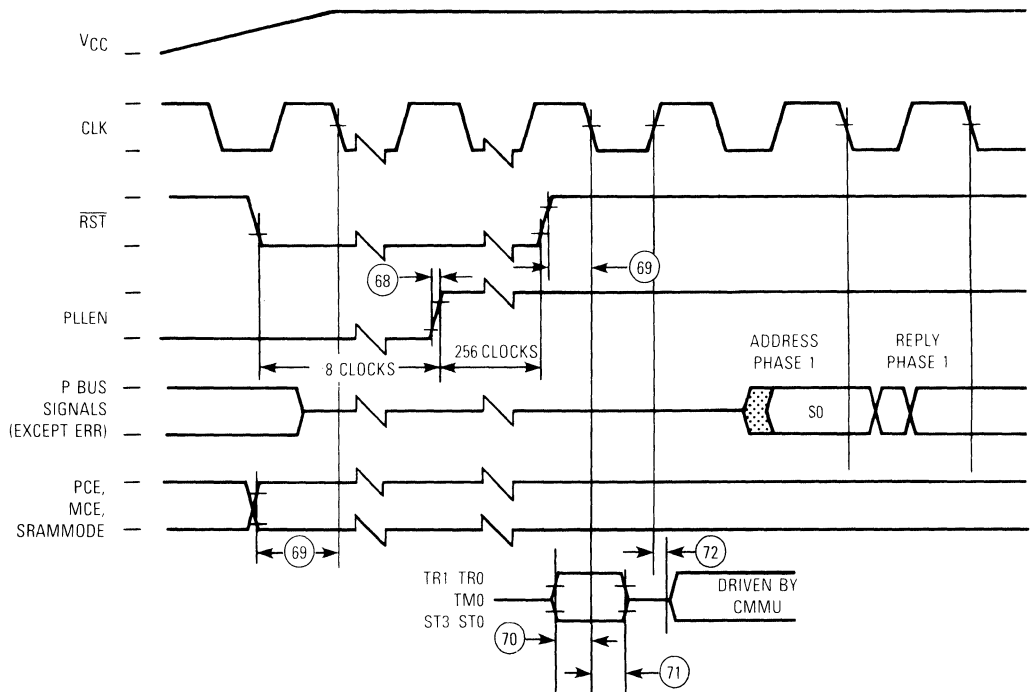 VCC
CLK
RST
68
69
PLLEN
8 CLOCKS
256 CLOCKS
ADDRESS
PHASE 1
REPLY
PHASE 1
P BUS
SIGNALS
(EXCEPT ERR)
S0
PCE,
MCE,
SRAMMODE
69
72
TR1 TR0
TM0
ST3 ST0
DRIVEN BY
CMMU
70
71